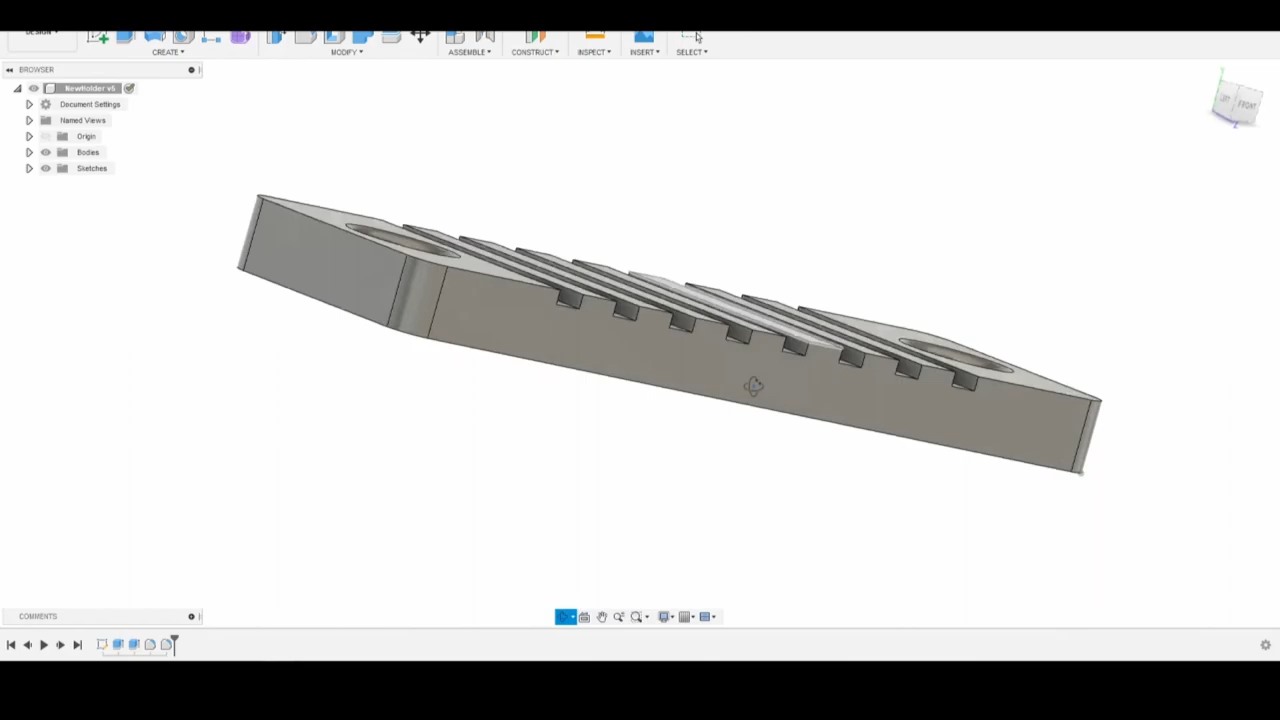 DESIGN
CREATE
MODIFY
ASSEMBLE
CONSTRUCT
INSPECT
INSERT
SELECT
BROWSER
NewHolder v6
Document Settings
Named Views
Origin
Bodies
Sketches
FRONT
Y
Z
COMMENTS